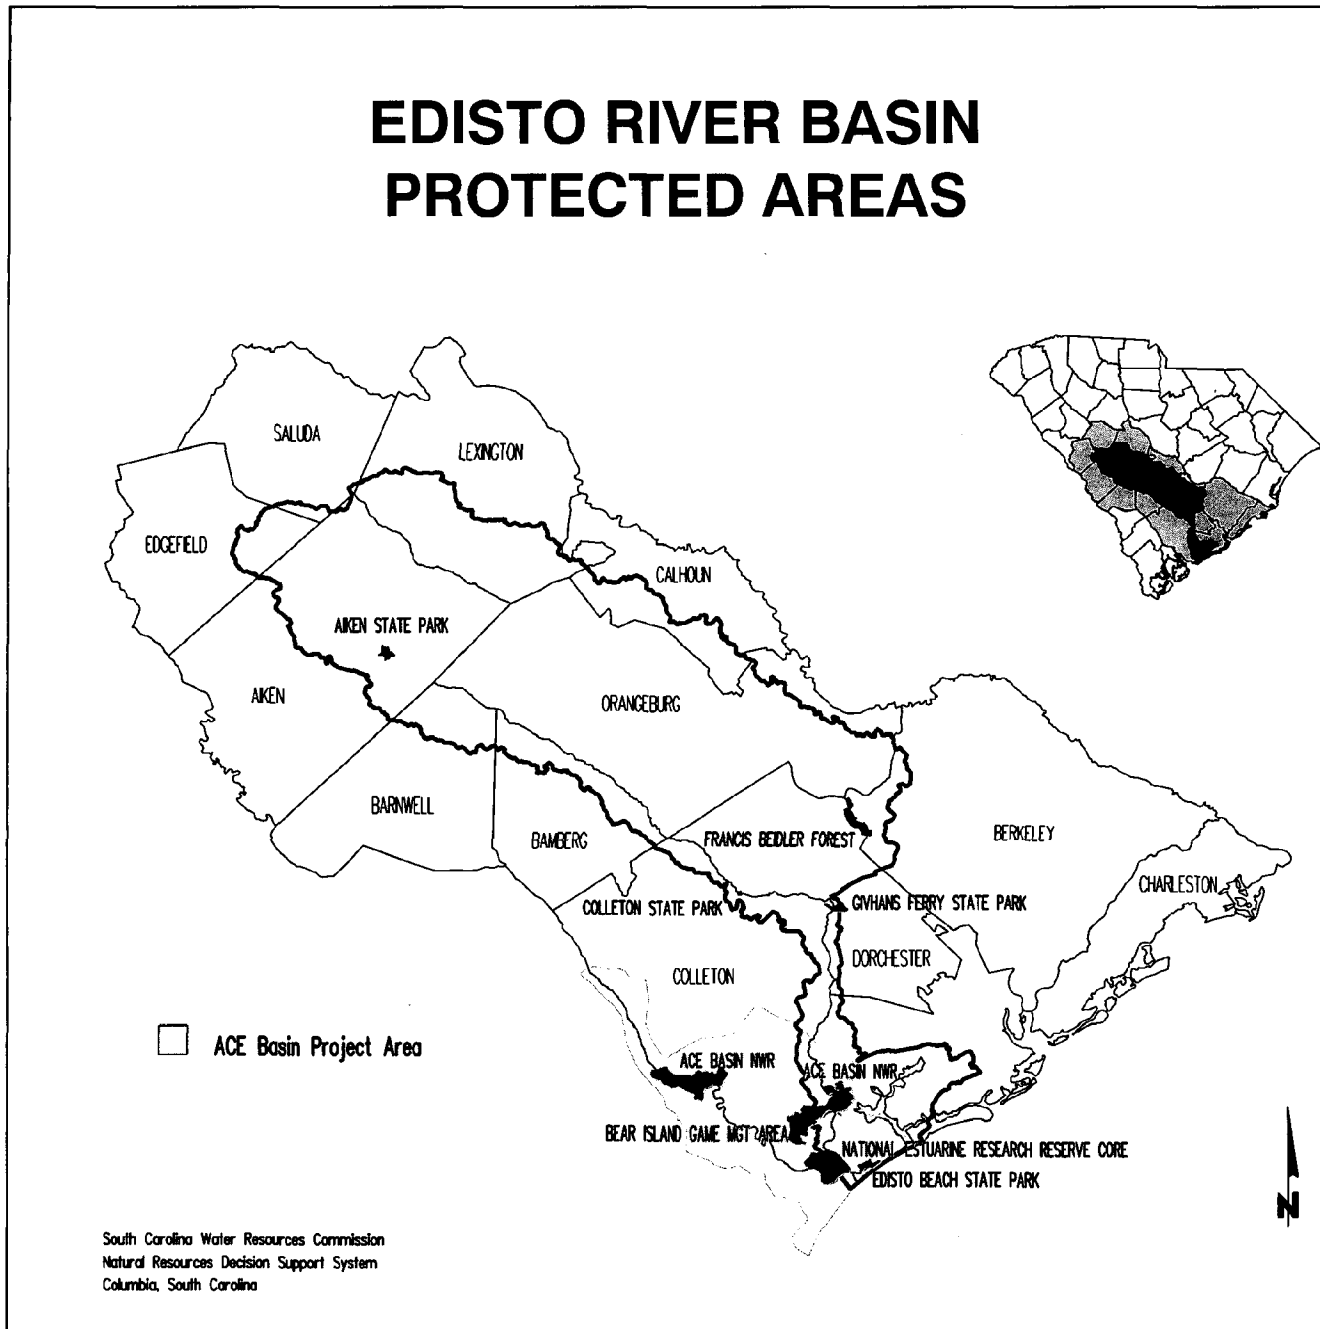 EDISTO RIVER BASIN
PROTECTED AREAS
SALUDA
LEXINGTON
EDGEFIELD
CALHOUN
AIKEN STATE PARK
AIKEN
ORANGEBURG
BARNWELL
BAMBERG
FRANCIS BEIDLER FOREST
BERKELEY
CHARLESTON
COLLETON STATE PARK
GIVHANS FERRY STATE PARK
DORCHESTER
COLLETON
ACE Basin Project Area
ACE BASIN NWR
ACE BASIN NWR
BEAR ISLAND GAME MGT AREA
NATIONAL ESTUARINE RESEARCH RESERVE CORE
EDISTO BEACH STATE PARK
N
South Carolina Water Resources Commission
Natural Resources Decision Support System
Columbia, South Carolina